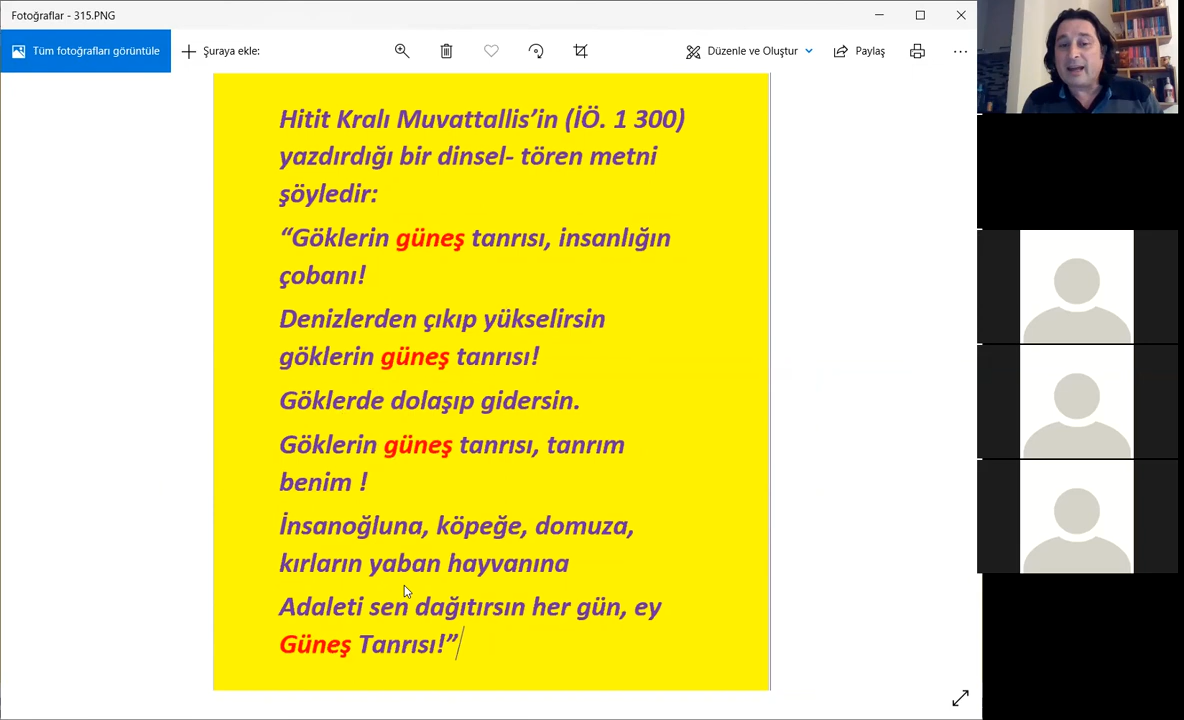 Fotoğraflar - 315.PNG
Tüm fotoğrafları görüntüle
Şuraya ekle:
Düzenle ve Oluştur
Paylaş
Hitit Kralı Muvattallis’in (İÖ. 1 300)
yazdırdığı bir dinsel- tören metni
şöyledir:
“Göklerin güneş tanrısı, insanlığın
çobanı!
Denizlerden çıkıp yükselirsin
göklerin güneş tanrısı!
Göklerde dolaşıp gidersin.
Göklerin güneş tanrısı, tanrım
benim !
İnsanoğluna, köpeğe, domuza,
kırların yaban hayvanına
Adaleti sen dağıtırsın her gün, ey
Güneş Tanrısı!”